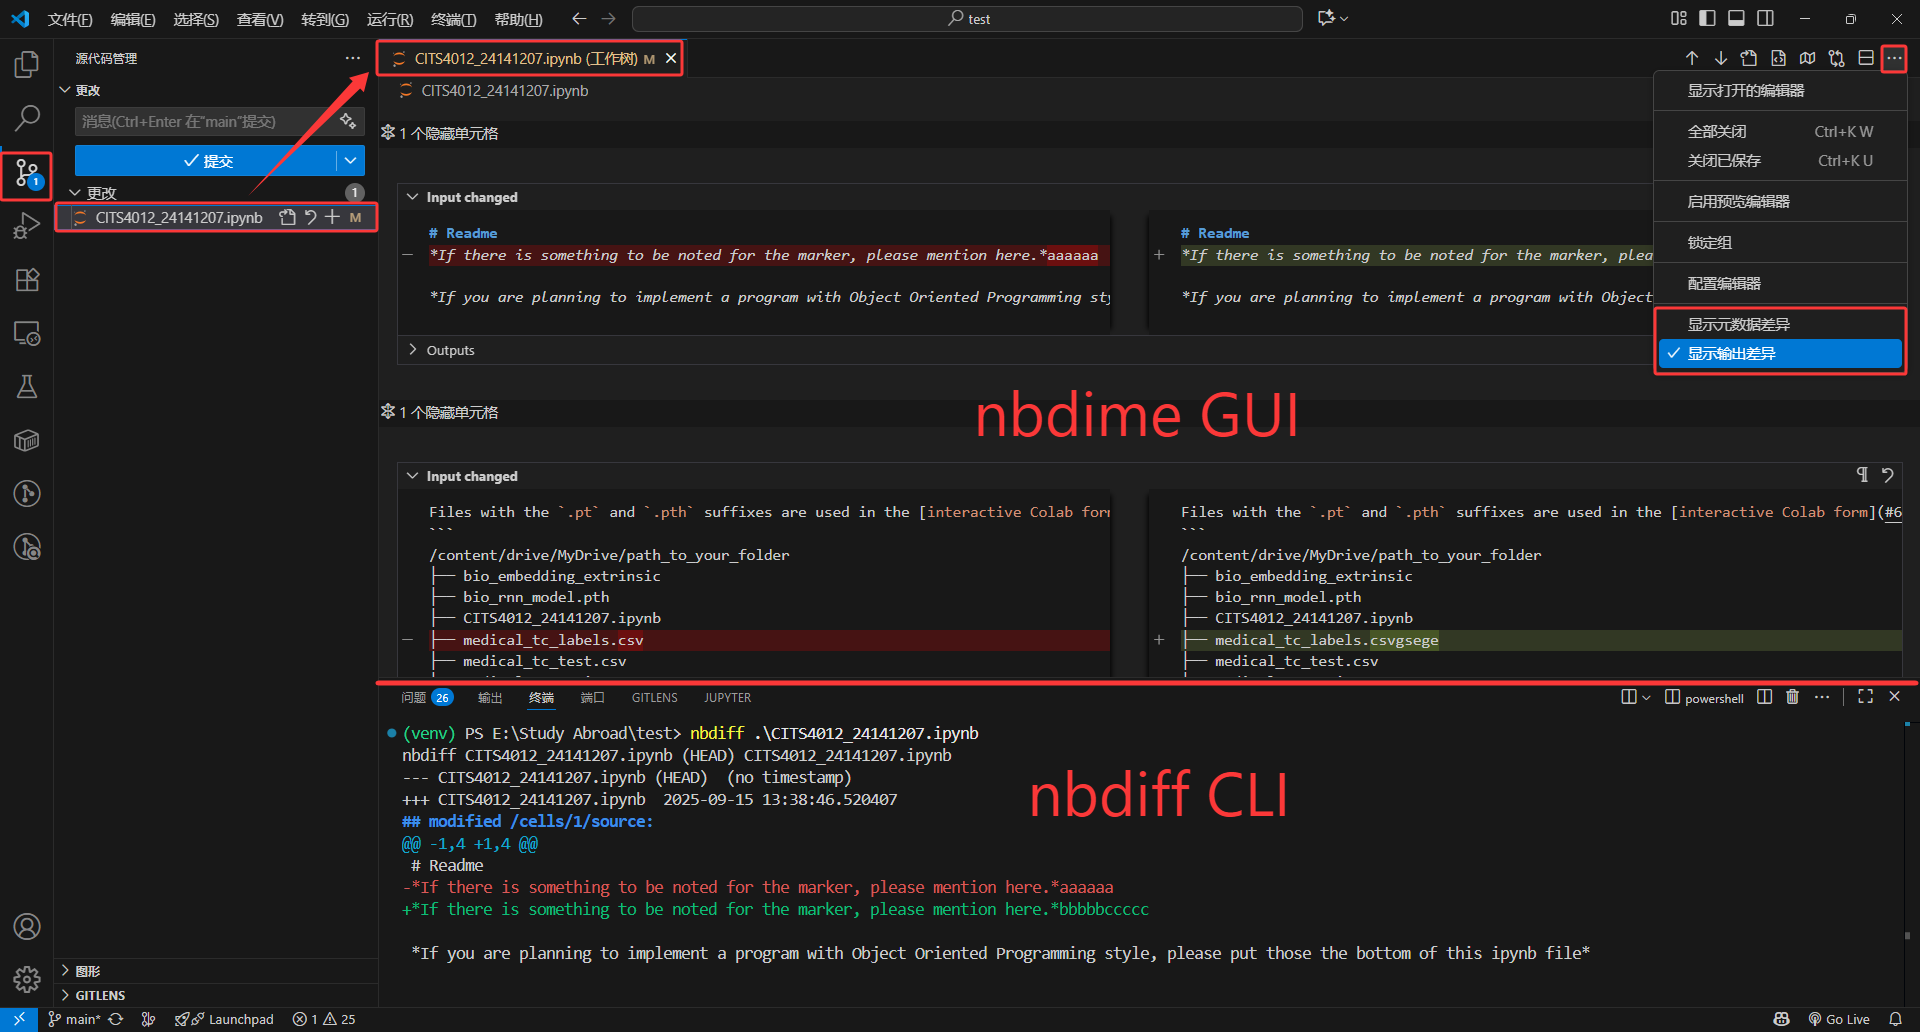 文件(F) 编辑(E) 选择(S) 查看(V) 转到(G) 运行(R) 终端(T) 帮助(H)
test
源代码管理
更改
消息(Ctrl+Enter 在"main"提交)
提交
更改
1
CITS4012_24141207.ipynb M
1
图形
GITLENS
CITS4012_24141207.ipynb (工作树) M
CITS4012_24141207.ipynb
1 个隐藏单元格
Input changed
# Readme
*If there is something to be noted for the marker, please mention here.*aaaaaa
*If you are planning to implement a program with Object Oriented Programming sty
# Readme
*If there is something to be noted for the marker, plea
*If you are planning to implement a program with Object
Outputs
显示打开的编辑器
全部关闭 Ctrl+K W
关闭已保存 Ctrl+K U
启用预览编辑器
锁定组
配置编辑器
显示元数据差异
显示输出差异
nbdime GUI
1 个隐藏单元格
Input changed
Files with the `.pt` and `.pth` suffixes are used in the [interactive Colab for
```
/content/drive/MyDrive/path_to_your_folder
├── bio_embedding_extrinsic
├── bio_rnn_model.pth
├── CITS4012_24141207.ipynb
├── medical_tc_labels.csv
├── medical_tc_test.csv
Files with the `.pt` and `.pth` suffixes are used in the [interactive Colab form](#6
```
/content/drive/MyDrive/path_to_your_folder
├── bio_embedding_extrinsic
├── bio_rnn_model.pth
├── CITS4012_24141207.ipynb
├── medical_tc_labels.csvgsege
├── medical_tc_test.csv
问题 26 输出 终端 端口 GITLENS JUPYTER
powershell
(venv) PS E:\Study Abroad\test> nbdiff .\CITS4012_24141207.ipynb
nbdiff CITS4012_24141207.ipynb (HEAD) CITS4012_24141207.ipynb
--- CITS4012_24141207.ipynb (HEAD)  (no timestamp)
+++ CITS4012_24141207.ipynb  2025-09-15 13:38:46.520407
## modified /cells/1/source:
@@ -1,4 +1,4 @@
 # Readme
-*If there is something to be noted for the marker, please mention here.*aaaaaa
+*If there is something to be noted for the marker, please mention here.*bbbbbccccc
 *If you are planning to implement a program with Object Oriented Programming style, please put those the bottom of this ipynb file*
nbdiff CLI
main* Launchpad 1 25
Go Live